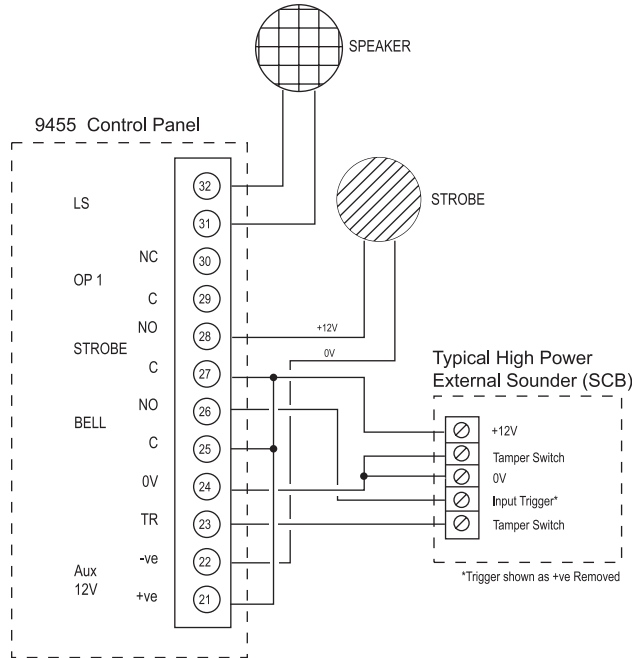 SPEAKER
9455 Control Panel
32
LS
31
STROBE
NC
30
OP 1
C
29
NO
28
+12V
STROBE
0V
C
27
Typical High Power
External Sounder (SCB)
NO
26
BELL
+12V
C
25
Tamper Switch
0V
24
0V
Input Trigger*
TR
23
Tamper Switch
-ve
22
Aux
12V
*Trigger shown as +ve Removed
+ve
21